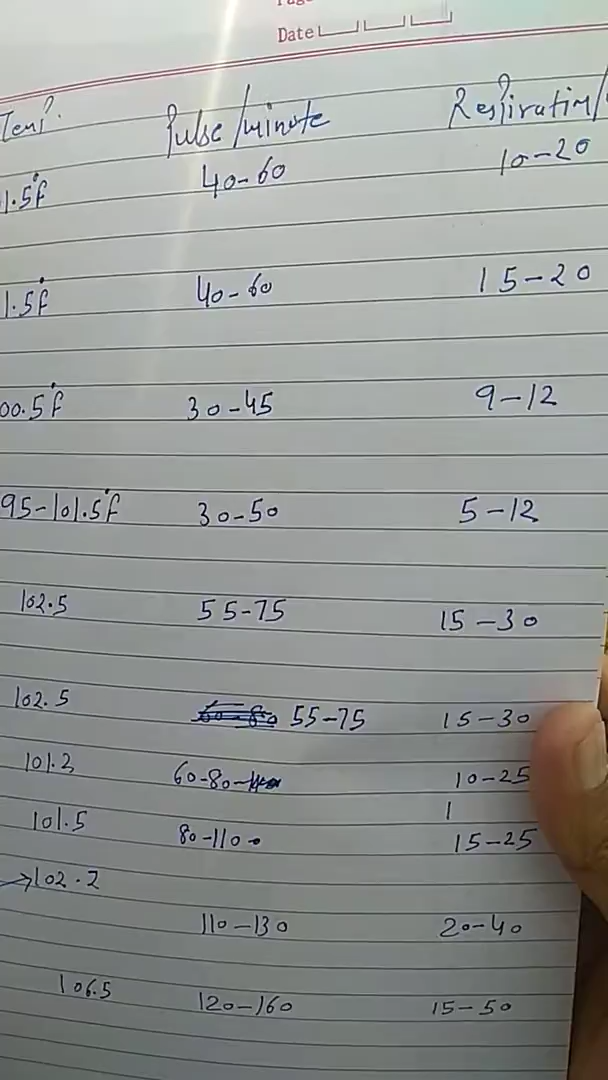 Date
Temp. Pulse/minute Respiration/
1.5°f 40-60 10-20
1.5°f 40-60 15-20
00.5°f 30-45 9-12
95-101.5°f 30-50 5-12
102.5 55-75 15-30
102.5 55-75 15-30
101.2 60-80 10-25
101.5 80-110 15-25
→102.2
110-130 20-40
106.5 120-160 15-50